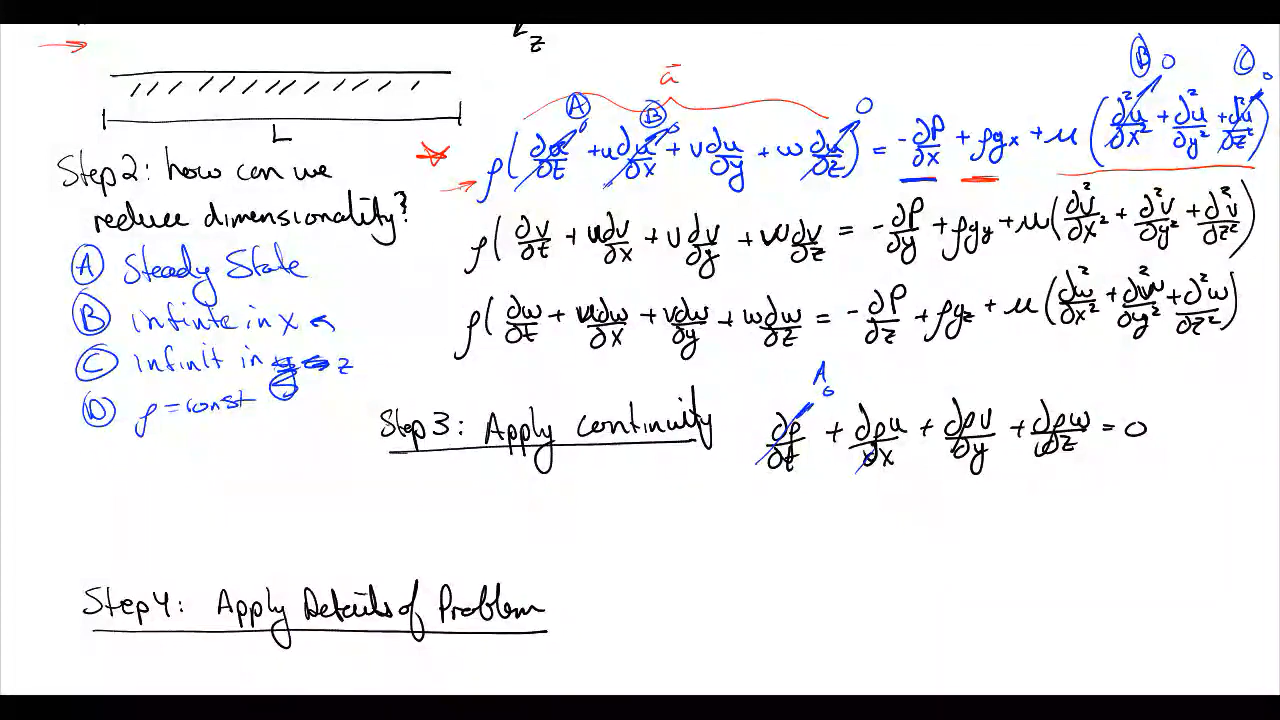 z
L
Step 2: how can we
reduce dimensionality?
Ⓐ Steady State
Ⓑ infinite in x
Ⓒ infinit in z
Ⓓ ρ = const
a⃗
Ⓐ 0 Ⓑ 0 0 Ⓑ 0 Ⓒ 0
ρ(∂u/∂t + u∂u/∂x + v∂u/∂y + w∂u/∂z) = -∂P/∂x + ρgx + μ(∂²u/∂x² + ∂²u/∂y² + ∂²u/∂z²)
ρ(∂v/∂t + u∂v/∂x + v∂v/∂y + w∂v/∂z = -∂P/∂y + ρgy + μ(∂²v/∂x² + ∂²v/∂y² + ∂²v/∂z²)
ρ(∂w/∂t + u∂w/∂x + v∂w/∂y + w∂w/∂z = -∂P/∂z + ρgz + μ(∂²w/∂x² + ∂²w/∂y² + ∂²w/∂z²)
A 0
Step 3: Apply continuity ∂ρ/∂t + ∂ρu/∂x + ∂ρv/∂y + ∂ρw/∂z = 0
Step 4: Apply Details of Problem